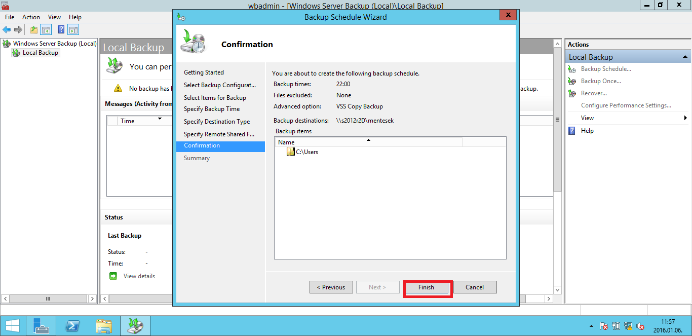 wbadmin - [Windows Server Backup (Local)\Local Backup]
File Action View Help
Windows Server Backup (Local)
Local Backup
Local Backup
You can per
No backup has
ackup.
Messages (Activity from
Time
Status
Last Backup
Status: -
Time: -
View details
Backup Schedule Wizard
Confirmation
Getting Started
Select Backup Configurat...
Select Items for Backup
Specify Backup Time
Specify Destination Type
Specify Remote Shared F...
Confirmation
Summary
You are about to create the following backup schedule.
Backup times: 22:00
Files excluded: None
Advanced option: VSS Copy Backup
Backup destinations: \\s2012r20\mentesek
Backup items
Name
C:\Users
< Previous
Next >
Finish
Cancel
Actions
Local Backup
Backup Schedule...
Backup Once...
Recover...
Configure Performance Settings...
View
Help
11:57
2016.01.06.